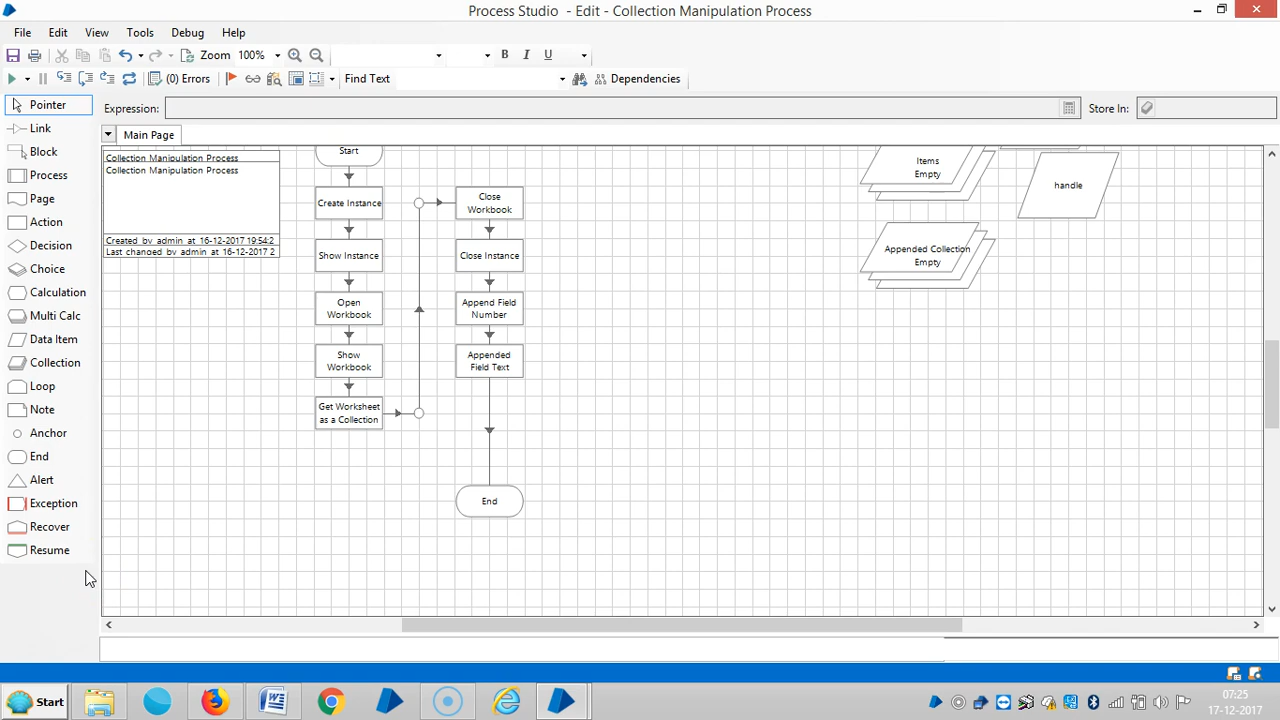 Process Studio - Edit - Collection Manipulation Process
File Edit View Tools Debug Help
Zoom 100% B I U
(0) Errors Find Text Dependencies
Pointer
Link
Block
Process
Page
Action
Decision
Choice
Calculation
Multi Calc
Data Item
Collection
Loop
Note
Anchor
End
Alert
Exception
Recover
Resume
Expression: Store In:
Main Page
Collection Manipulation Process
Collection Manipulation Process
Created by admin at 16-12-2017 19:54:2
Last changed by admin at 16-12-2017 2
Start
Create Instance
Show Instance
Open
Workbook
Show
Workbook
Get Worksheet
as a Collection
Close
Workbook
Close Instance
Append Field
Number
Appended
Field Text
End
Items
Empty
handle
Appended Collection
Empty
Start
07:25
17-12-2017